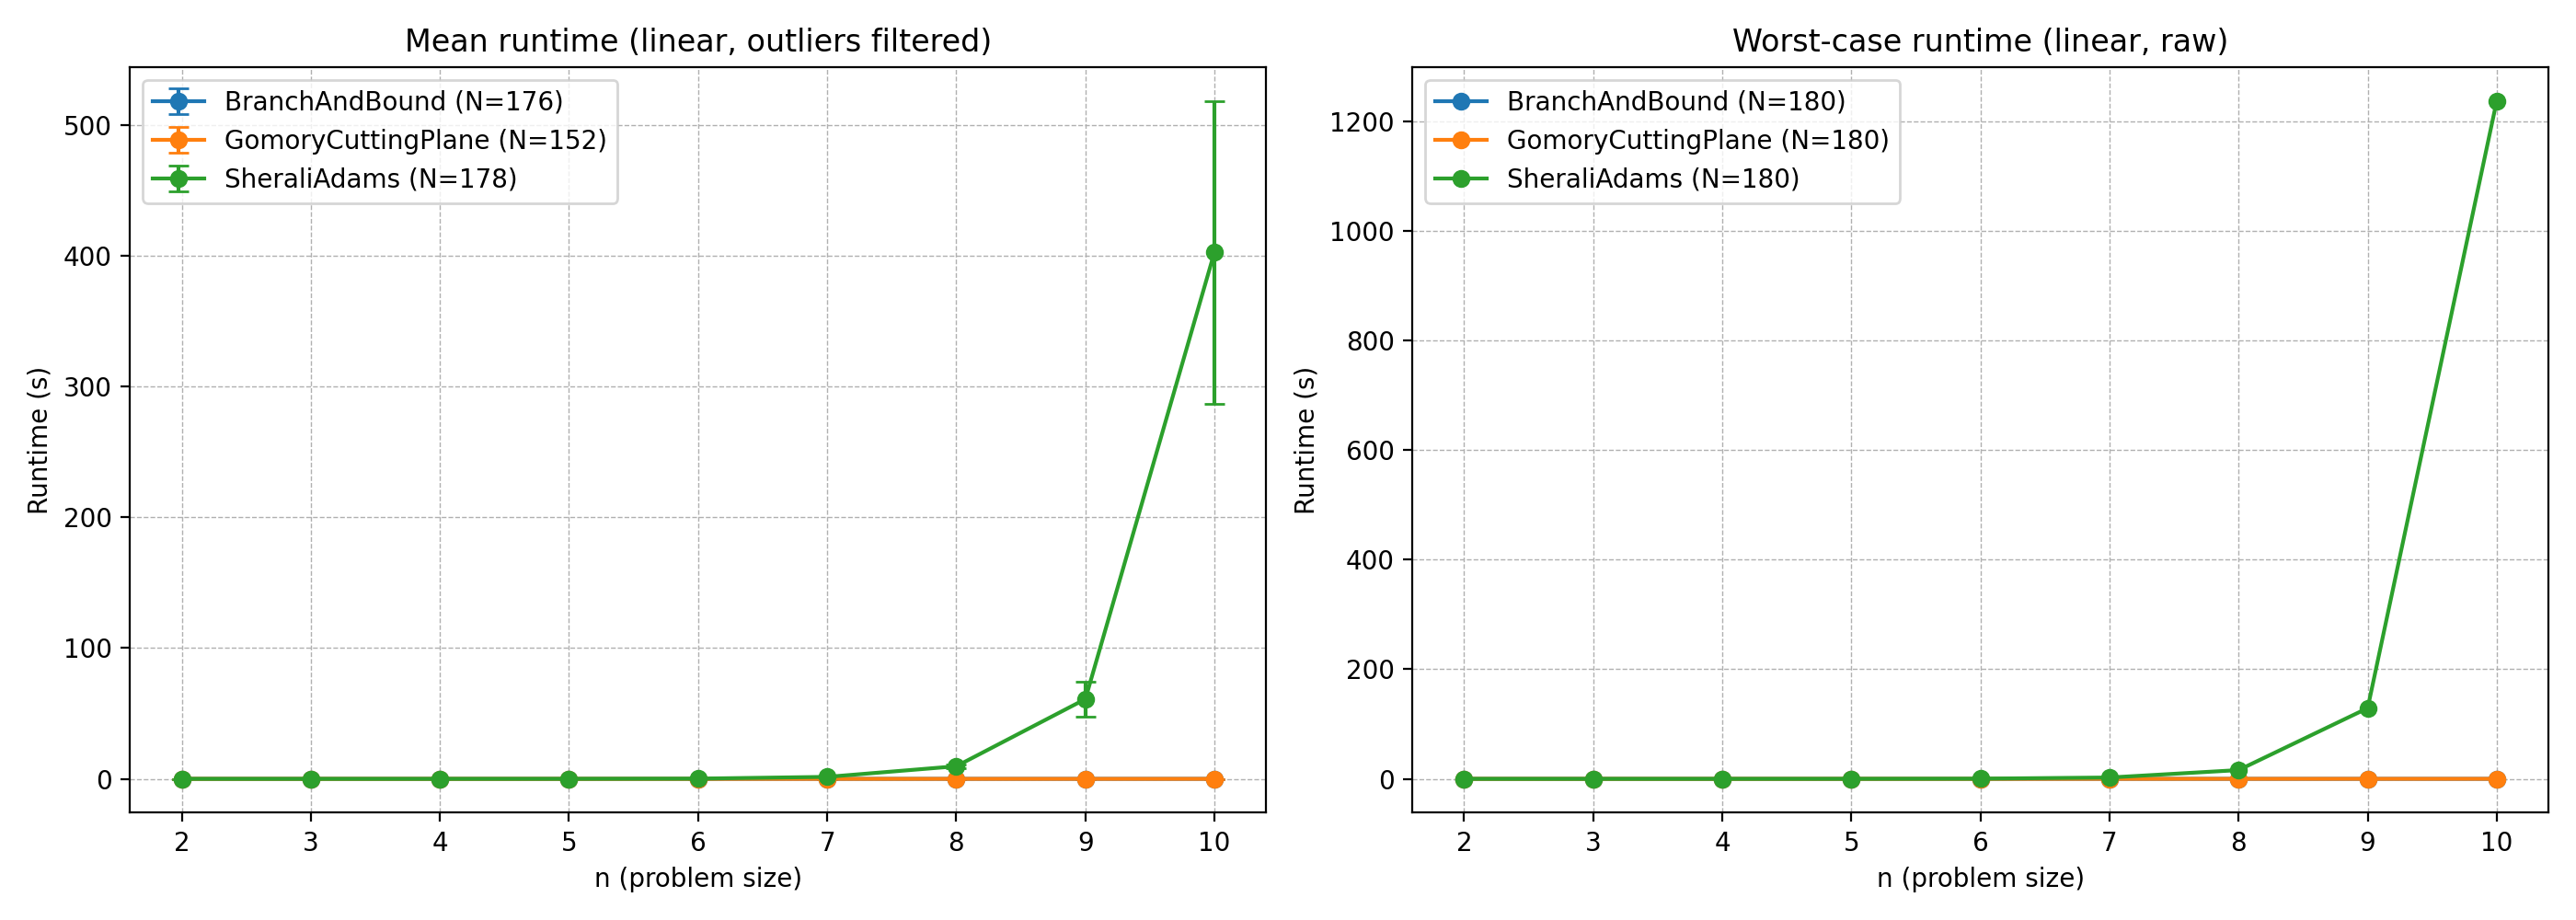 Mean runtime (linear, outliers filtered)
BranchAndBound (N=176)
GomoryCuttingPlane (N=152)
SheraliAdams (N=178)
Runtime (s)
500
400
300
200
100
0
2 3 4 5 6 7 8 9 10
n (problem size)
Worst-case runtime (linear, raw)
BranchAndBound (N=180)
GomoryCuttingPlane (N=180)
SheraliAdams (N=180)
Runtime (s)
1200
1000
800
600
400
200
0
2 3 4 5 6 7 8 9 10
n (problem size)